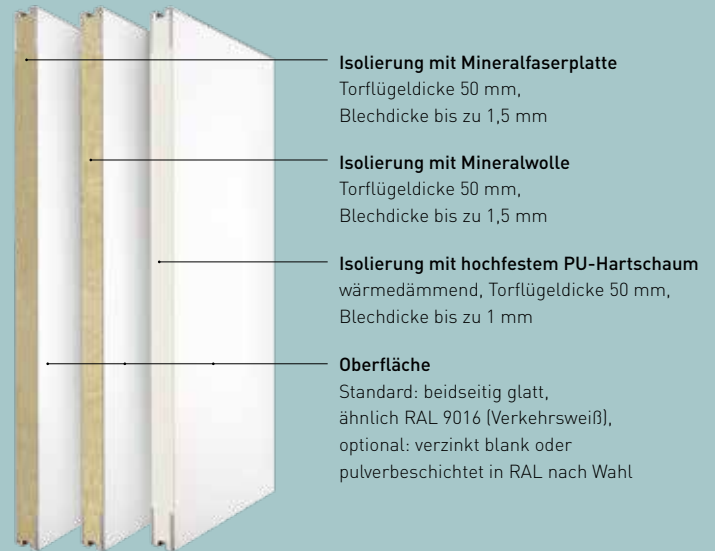 Isolierung mit Mineralfaserplatte
Torflügeldicke 50 mm,
Blechdicke bis zu 1,5 mm
Isolierung mit Mineralwolle
Torflügeldicke 50 mm,
Blechdicke bis zu 1,5 mm
Isolierung mit hochfestem PU-Hartschaum
wärmedämmend, Torflügeldicke 50 mm,
Blechdicke bis zu 1 mm
Oberfläche
Standard: beidseitig glatt,
ähnlich RAL 9016 (Verkehrsweiß),
optional: verzinkt blank oder
pulverbeschichtet in RAL nach Wahl